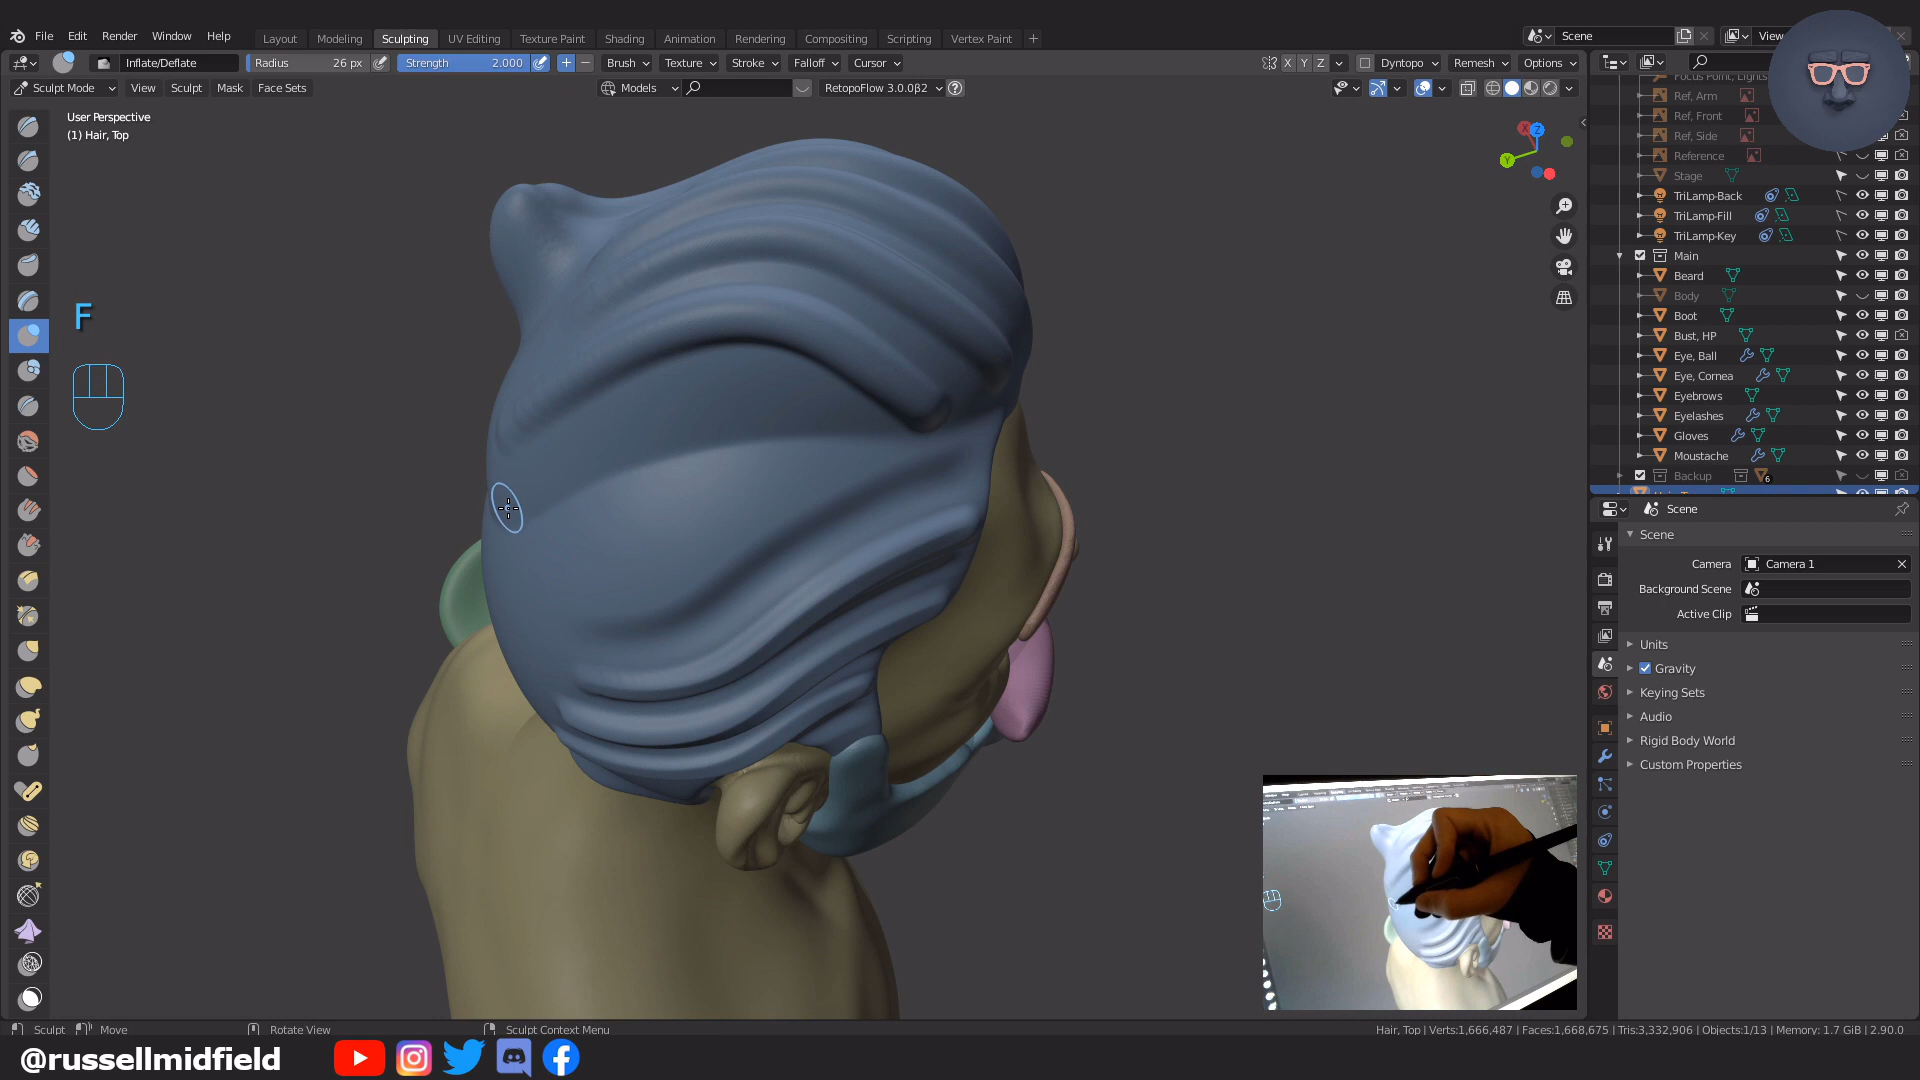 File Edit Render Window Help
Layout Modeling Sculpting UV Editing Texture Paint Shading Animation Rendering Compositing Scripting Vertex Paint +
Scene
View
Inflate/Deflate
Radius 26 px
Strength 2.000
Brush Texture Stroke Falloff Cursor
X Y Z
Dyntopo Remesh Options
Sculpt Mode View Sculpt Mask Face Sets
Models
RetopoFlow 3.0.0β2
User Perspective
(1) Hair, Top
F
Z
Y
Focus Point, Lights
Ref, Arm
Ref, Front
Ref, Side
Reference
Stage
TriLamp-Back
TriLamp-Fill
TriLamp-Key
Main
Beard
Body
Boot
Bust, HP
Eye, Ball
Eye, Cornea
Eyebrows
Eyelashes
Gloves
Moustache
Backup 6
Scene
Scene
Camera Camera 1
Background Scene
Active Clip
Units
Gravity
Keying Sets
Audio
Rigid Body World
Custom Properties
Sculpt Move Rotate View Sculpt Context Menu
Hair, Top | Verts:1,666,487 | Faces:1,668,675 | Tris:3,332,906 | Objects:1/13 | Memory: 1.7 GiB | 2.90.0
@russellmidfield